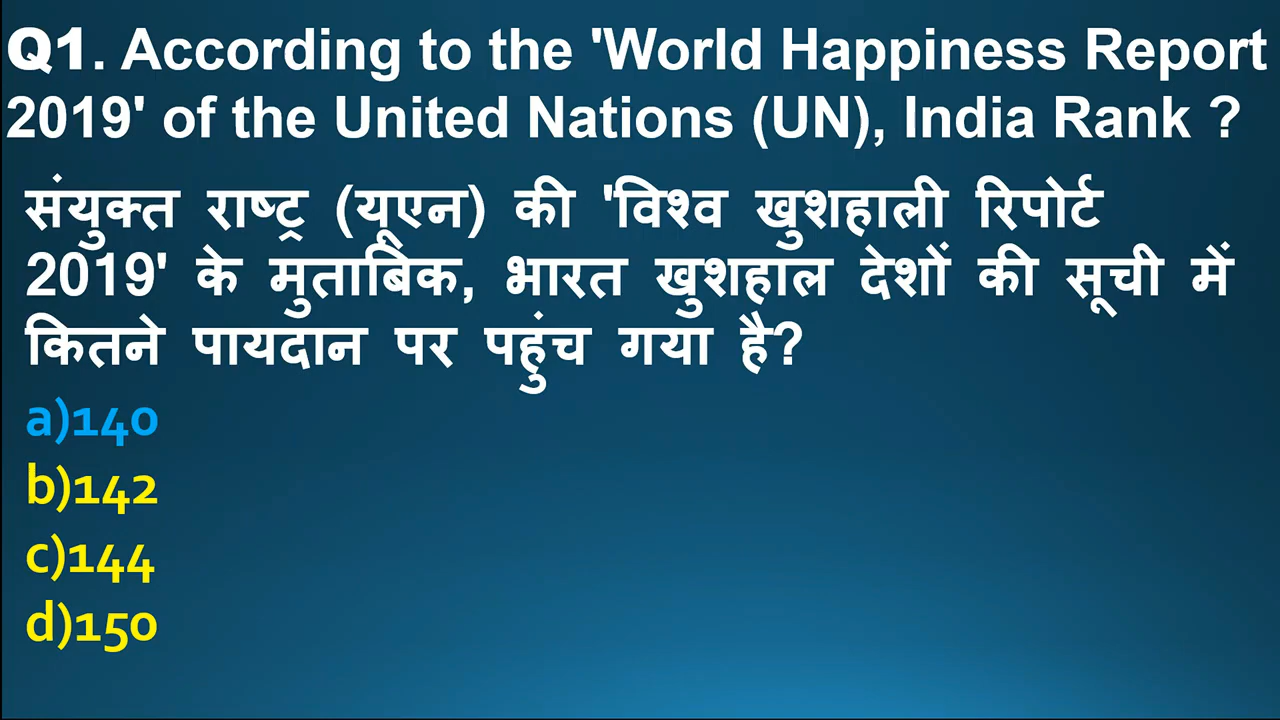 Q1. According to the 'World Happiness Report
2019' of the United Nations (UN), India Rank ?
संयुक्त राष्ट्र (यूएन) की 'विश्व खुशहाली रिपोर्ट
2019' के मुताबिक, भारत खुशहाल देशों की सूची में
कितने पायदान पर पहुंच गया है?
a)140
b)142
c)144
d)150